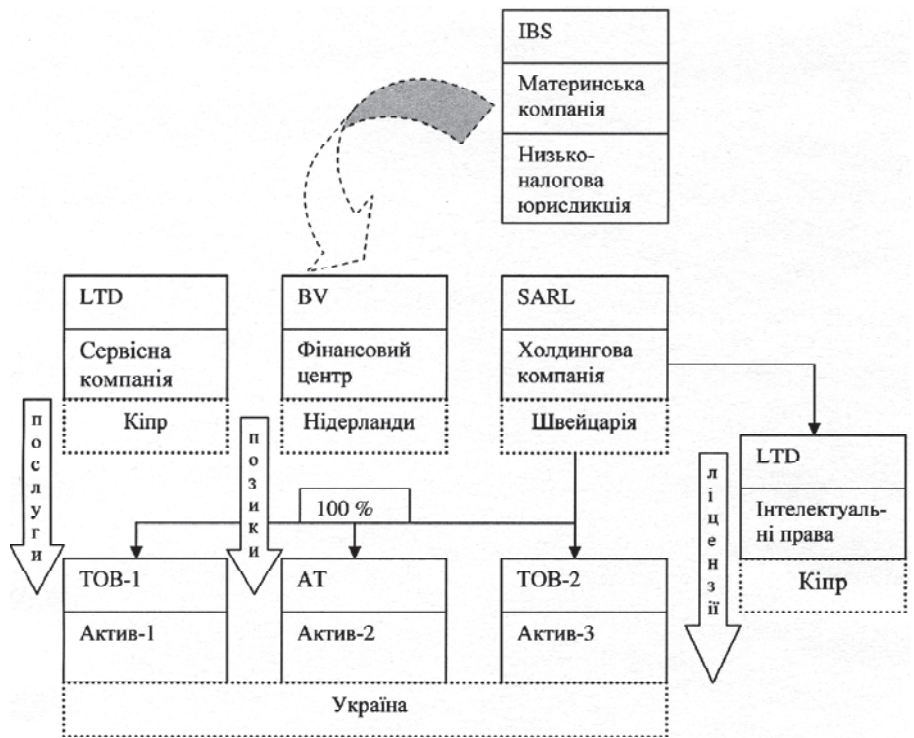 IBS
Материнська
компанія
Низько-
налогова
юрисдикція
LTD
Сервісна
компанія
Кіпр
BV
Фінансовий
центр
Нідерланди
SARL
Холдингова
компанія
Швейцарія
послуги
позики
100 %
ліцензії
LTD
Інтелектуаль-
ні права
Кіпр
ТОВ-1
Актив-1
АТ
Актив-2
ТОВ-2
Актив-3
Україна